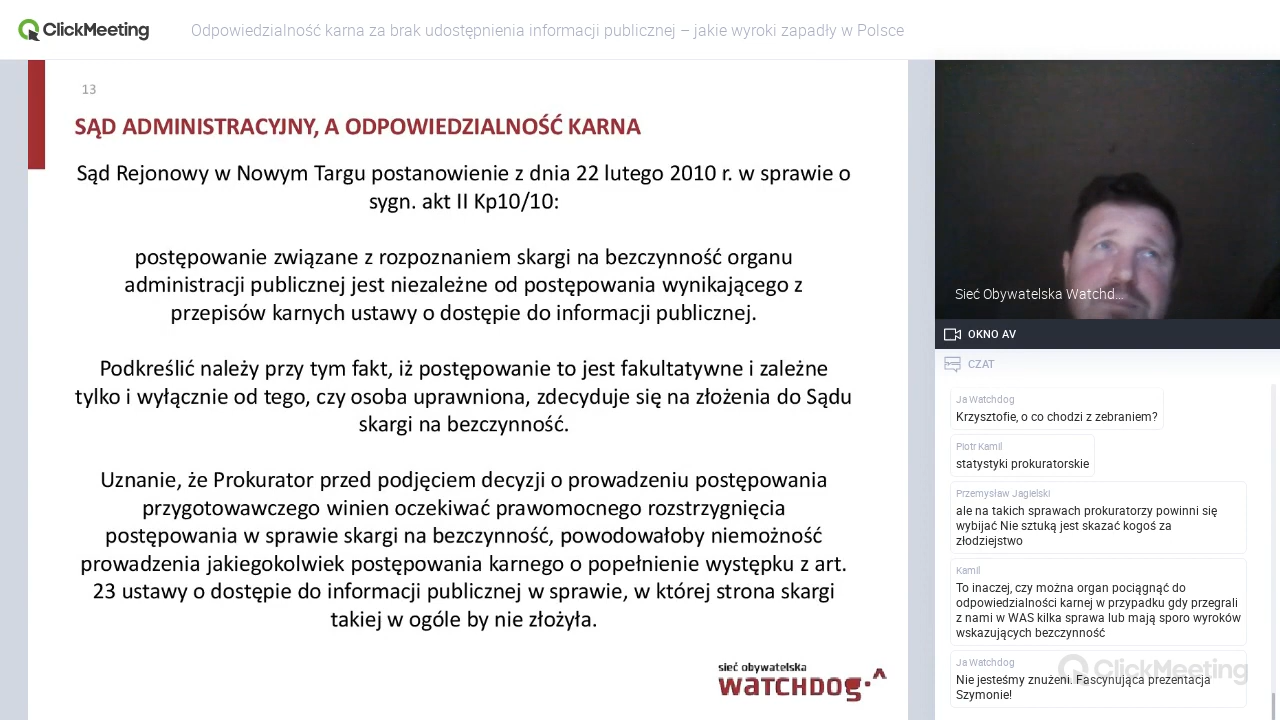 ClickMeeting
Odpowiedzialność karna za brak udostępnienia informacji publicznej – jakie wyroki zapadły w Polsce
13
SĄD ADMINISTRACYJNY, A ODPOWIEDZIALNOŚĆ KARNA
Sąd Rejonowy w Nowym Targu postanowienie z dnia 22 lutego 2010 r. w sprawie o
sygn. akt II Kp10/10:
postępowanie związane z rozpoznaniem skargi na bezczynność organu
administracji publicznej jest niezależne od postępowania wynikającego z
przepisów karnych ustawy o dostępie do informacji publicznej.
Podkreślić należy przy tym fakt, iż postępowanie to jest fakultatywne i zależne
tylko i wyłącznie od tego, czy osoba uprawniona, zdecyduje się na złożenia do Sądu
skargi na bezczynność.
Uznanie, że Prokurator przed podjęciem decyzji o prowadzeniu postępowania
przygotowawczego winien oczekiwać prawomocnego rozstrzygnięcia
postępowania w sprawie skargi na bezczynność, powodowałoby niemożność
prowadzenia jakiegokolwiek postępowania karnego o popełnienie występku z art.
23 ustawy o dostępie do informacji publicznej w sprawie, w której strona skargi
takiej w ogóle by nie złożyła.
sieć obywatelska
WATCHDOG
Sieć Obywatelska Watchd...
OKNO AV
CZAT
Ja Watchdog
Krzysztofie, o co chodzi z zebraniem?
Piotr Kamil
statystyki prokuratorskie
Przemysław Jagielski
ale na takich sprawach prokuratorzy powinni się
wybijać Nie sztuką jest skazać kogoś za
złodziejstwo
Kamil
To inaczej, czy można organ pociągnąć do
odpowiedzialności karnej w przypadku gdy przegrali
z nami w WAS kilka sprawa lub mają sporo wyroków
wskazujących bezczynność
Ja Watchdog
Nie jesteśmy znużeni. Fascynująca prezentacja
Szymonie!
ClickMeeting